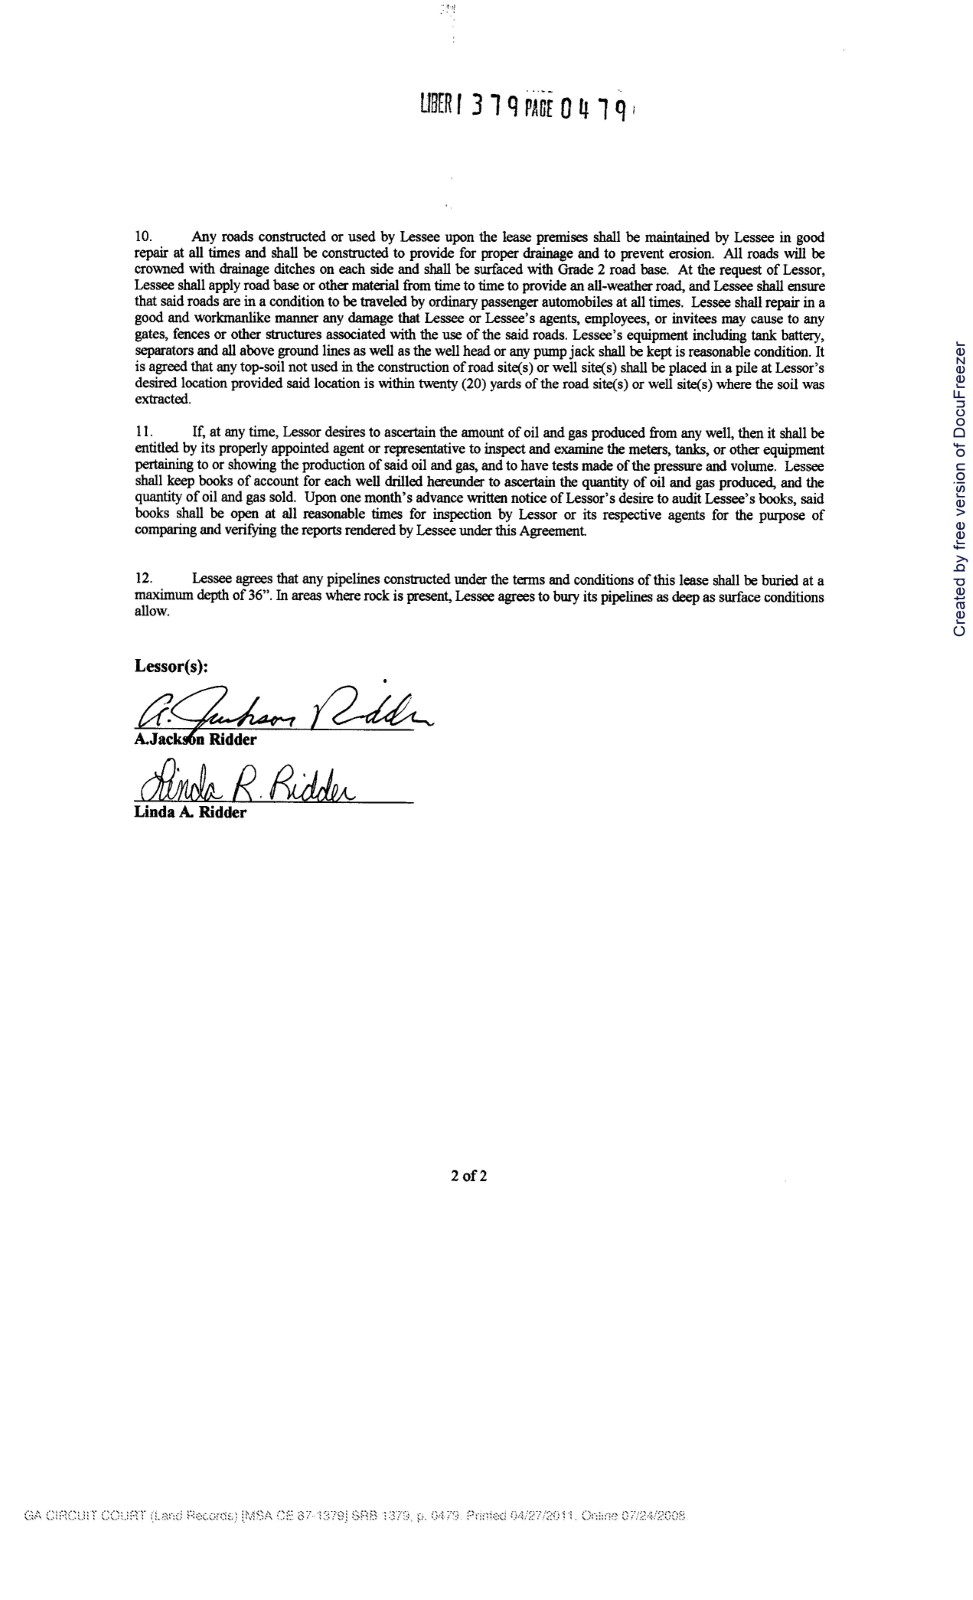 LIBER 1 3 7 9 PAGE 0 4 7 9
10. Any roads constructed or used by Lessee upon the lease premises shall be maintained by Lessee in good
repair at all times and shall be constructed to provide for proper drainage and to prevent erosion. All roads will be
crowned with drainage ditches on each side and shall be surfaced with Grade 2 road base. At the request of Lessor,
Lessee shall apply road base or other material from time to time to provide an all-weather road, and Lessee shall ensure
that said roads are in a condition to be traveled by ordinary passenger automobiles at all times. Lessee shall repair in a
good and workmanlike manner any damage that Lessee or Lessee's agents, employees, or invitees may cause to any
gates, fences or other structures associated with the use of the said roads. Lessee's equipment including tank battery,
separators and all above ground lines as well as the well head or any pump jack shall be kept is reasonable condition. It
is agreed that any top-soil not used in the construction of road site(s) or well site(s) shall be placed in a pile at Lessor's
desired location provided said location is within twenty (20) yards of the road site(s) or well site(s) where the soil was
extracted.
11. If, at any time, Lessor desires to ascertain the amount of oil and gas produced from any well, then it shall be
entitled by its properly appointed agent or representative to inspect and examine the meters, tanks, or other equipment
pertaining to or showing the production of said oil and gas, and to have tests made of the pressure and volume. Lessee
shall keep books of account for each well drilled hereunder to ascertain the quantity of oil and gas produced, and the
quantity of oil and gas sold. Upon one month's advance written notice of Lessor's desire to audit Lessee's books, said
books shall be open at all reasonable times for inspection by Lessor or its respective agents for the purpose of
comparing and verifying the reports rendered by Lessee under this Agreement.
12. Lessee agrees that any pipelines constructed under the terms and conditions of this lease shall be buried at a
maximum depth of 36". In areas where rock is present, Lessee agrees to bury its pipelines as deep as surface conditions
allow.
Lessor(s):
A. Jackson Ridder
A.Jackson Ridder
Linda R. Ridder
Linda A. Ridder
2 of 2
GA CIRCUIT COURT (Land Records) [MSA CE 87-1379] SRB 1379, p. 0479. Printed 04/27/2011. Online 07/24/2008.
Created by free version of DocuFreezer